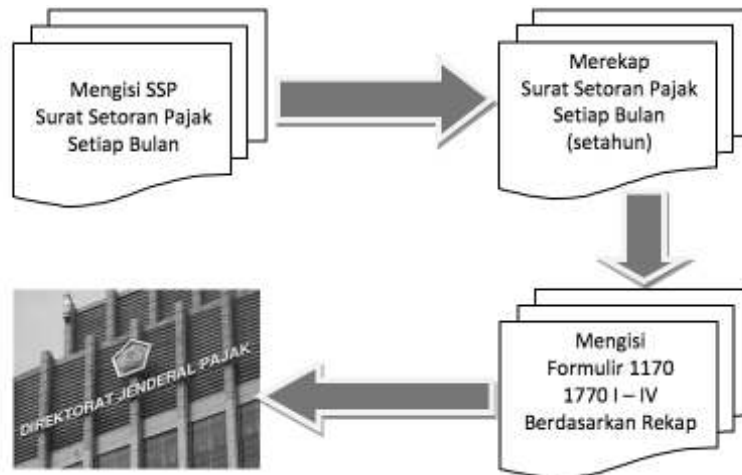 Mengisi SSP
Surat Setoran Pajak
Setiap Bulan
Merekap
Surat Setoran Pajak
Setiap Bulan
(setahun)
Mengisi
Formulir 1170
1770 I – IV
Berdasarkan Rekap
DIREKTORAT JENDERAL PAJAK